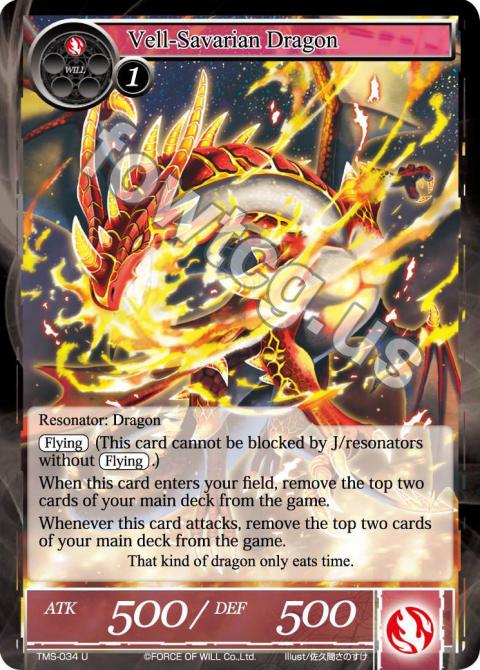 Vell-Savarian Dragon
WILL
1
fowtcg.us
Resonator: Dragon
Flying (This card cannot be blocked by J/resonators
without Flying.)
When this card enters your field, remove the top two
cards of your main deck from the game.
Whenever this card attacks, remove the top two cards
of your main deck from the game.
That kind of dragon only eats time.
ATK 500/ DEF 500
TMS-034 U ©FORCE OF WILL Co.,Ltd. Illust/佐久間さのすけ